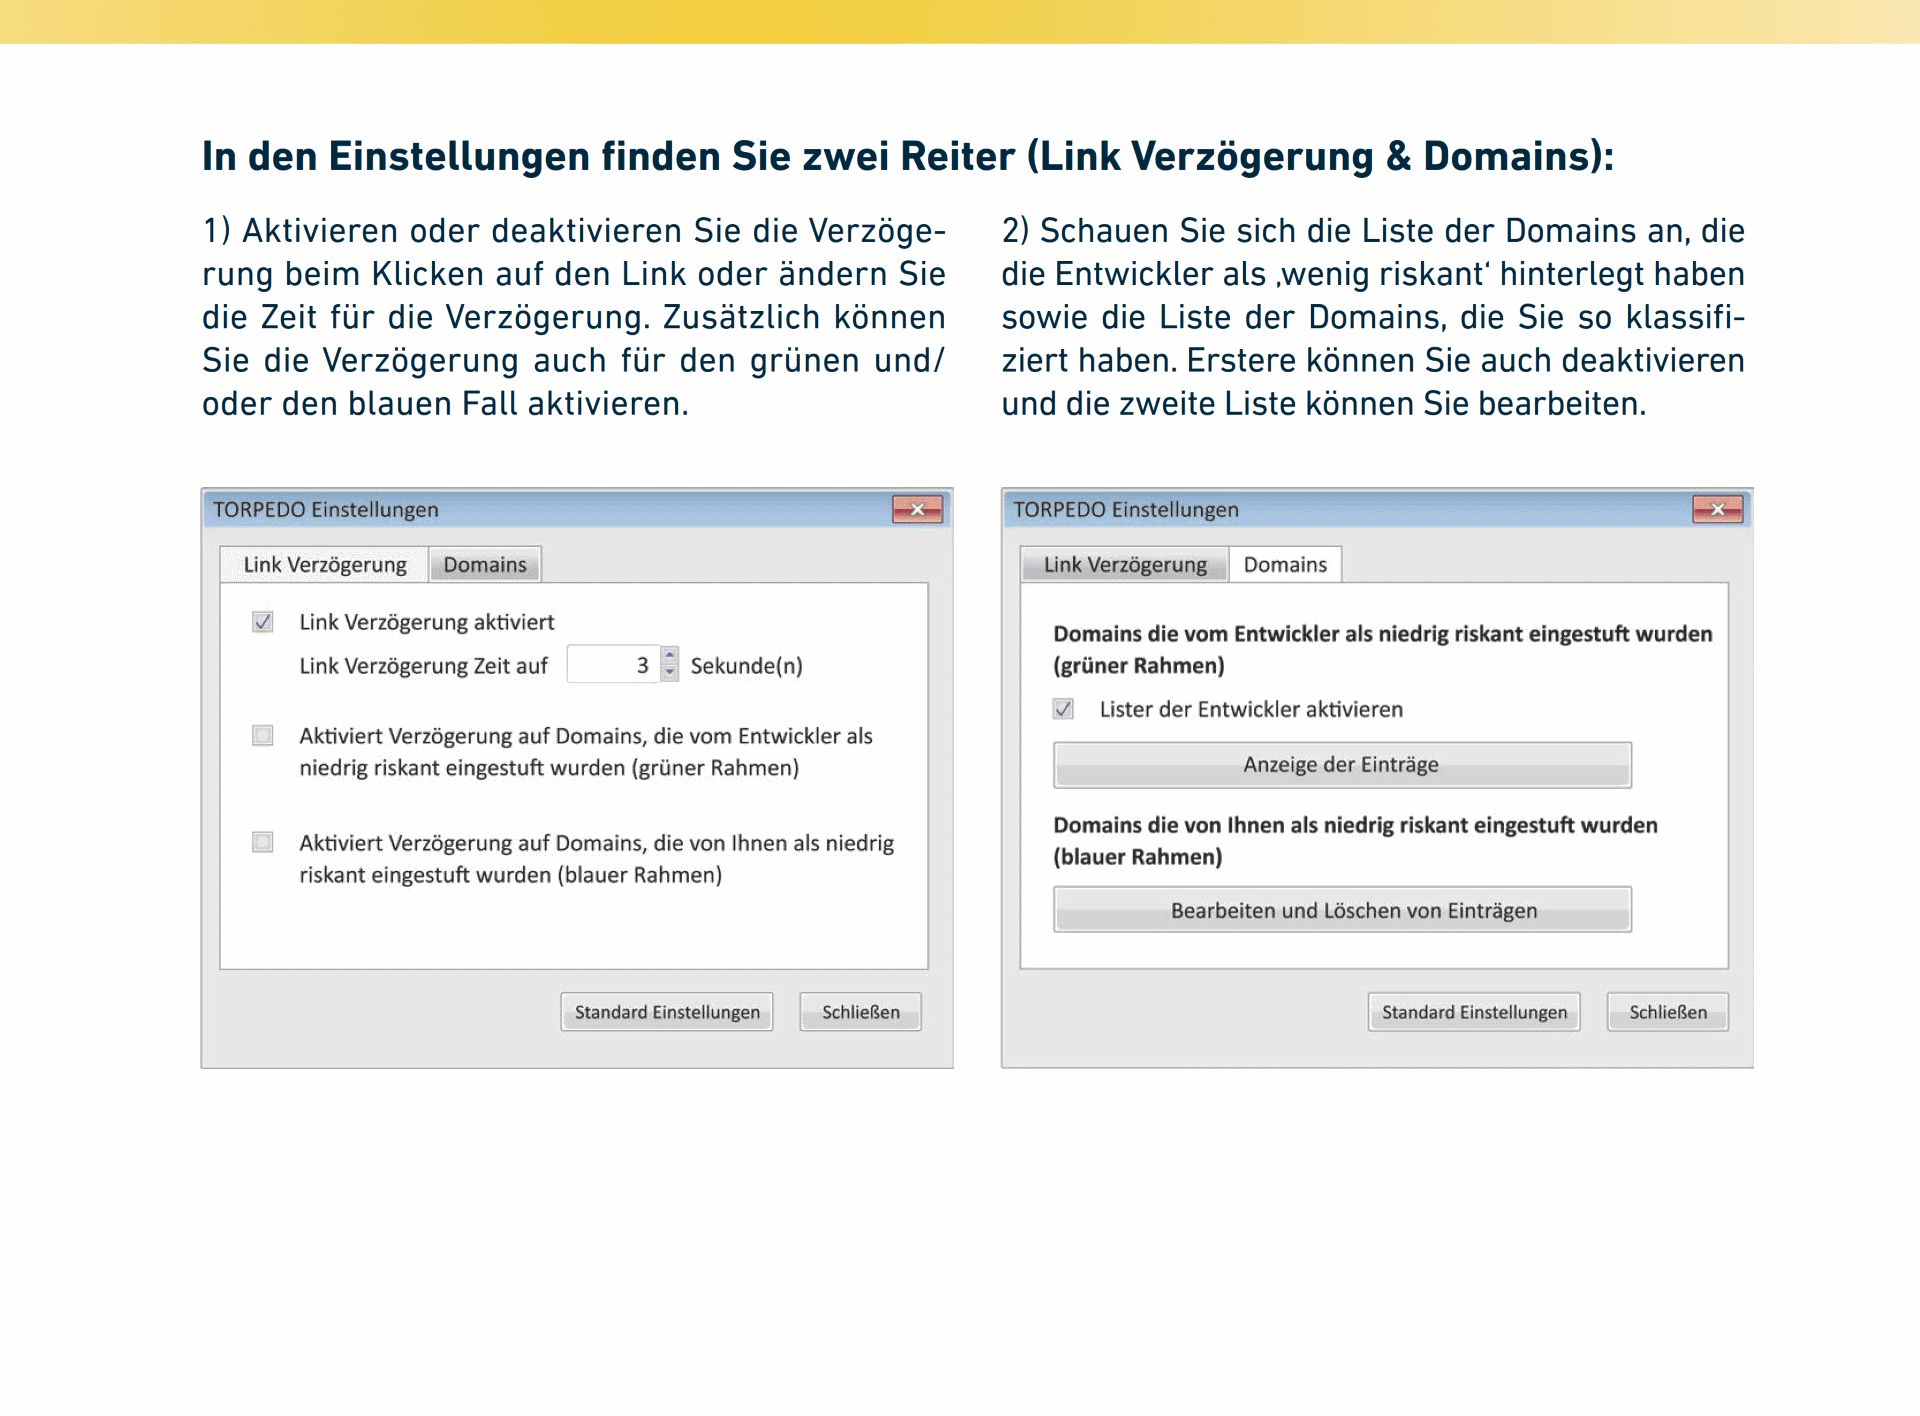 In den Einstellungen finden Sie zwei Reiter (Link Verzögerung & Domains):
1) Aktivieren oder deaktivieren Sie die Verzöge-
rung beim Klicken auf den Link oder ändern Sie
die Zeit für die Verzögerung. Zusätzlich können
Sie die Verzögerung auch für den grünen und/
oder den blauen Fall aktivieren.
2) Schauen Sie sich die Liste der Domains an, die
die Entwickler als ‚wenig riskant‘ hinterlegt haben
sowie die Liste der Domains, die Sie so klassifi-
ziert haben. Erstere können Sie auch deaktivieren
und die zweite Liste können Sie bearbeiten.
TORPEDO Einstellungen
Link Verzögerung Domains
Link Verzögerung aktiviert
Link Verzögerung Zeit auf 3 Sekunde(n)
Aktiviert Verzögerung auf Domains, die vom Entwickler als
niedrig riskant eingestuft wurden (grüner Rahmen)
Aktiviert Verzögerung auf Domains, die von Ihnen als niedrig
riskant eingestuft wurden (blauer Rahmen)
Standard Einstellungen Schließen
TORPEDO Einstellungen
Link Verzögerung Domains
Domains die vom Entwickler als niedrig riskant eingestuft wurden
(grüner Rahmen)
Lister der Entwickler aktivieren
Anzeige der Einträge
Domains die von Ihnen als niedrig riskant eingestuft wurden
(blauer Rahmen)
Bearbeiten und Löschen von Einträgen
Standard Einstellungen Schließen